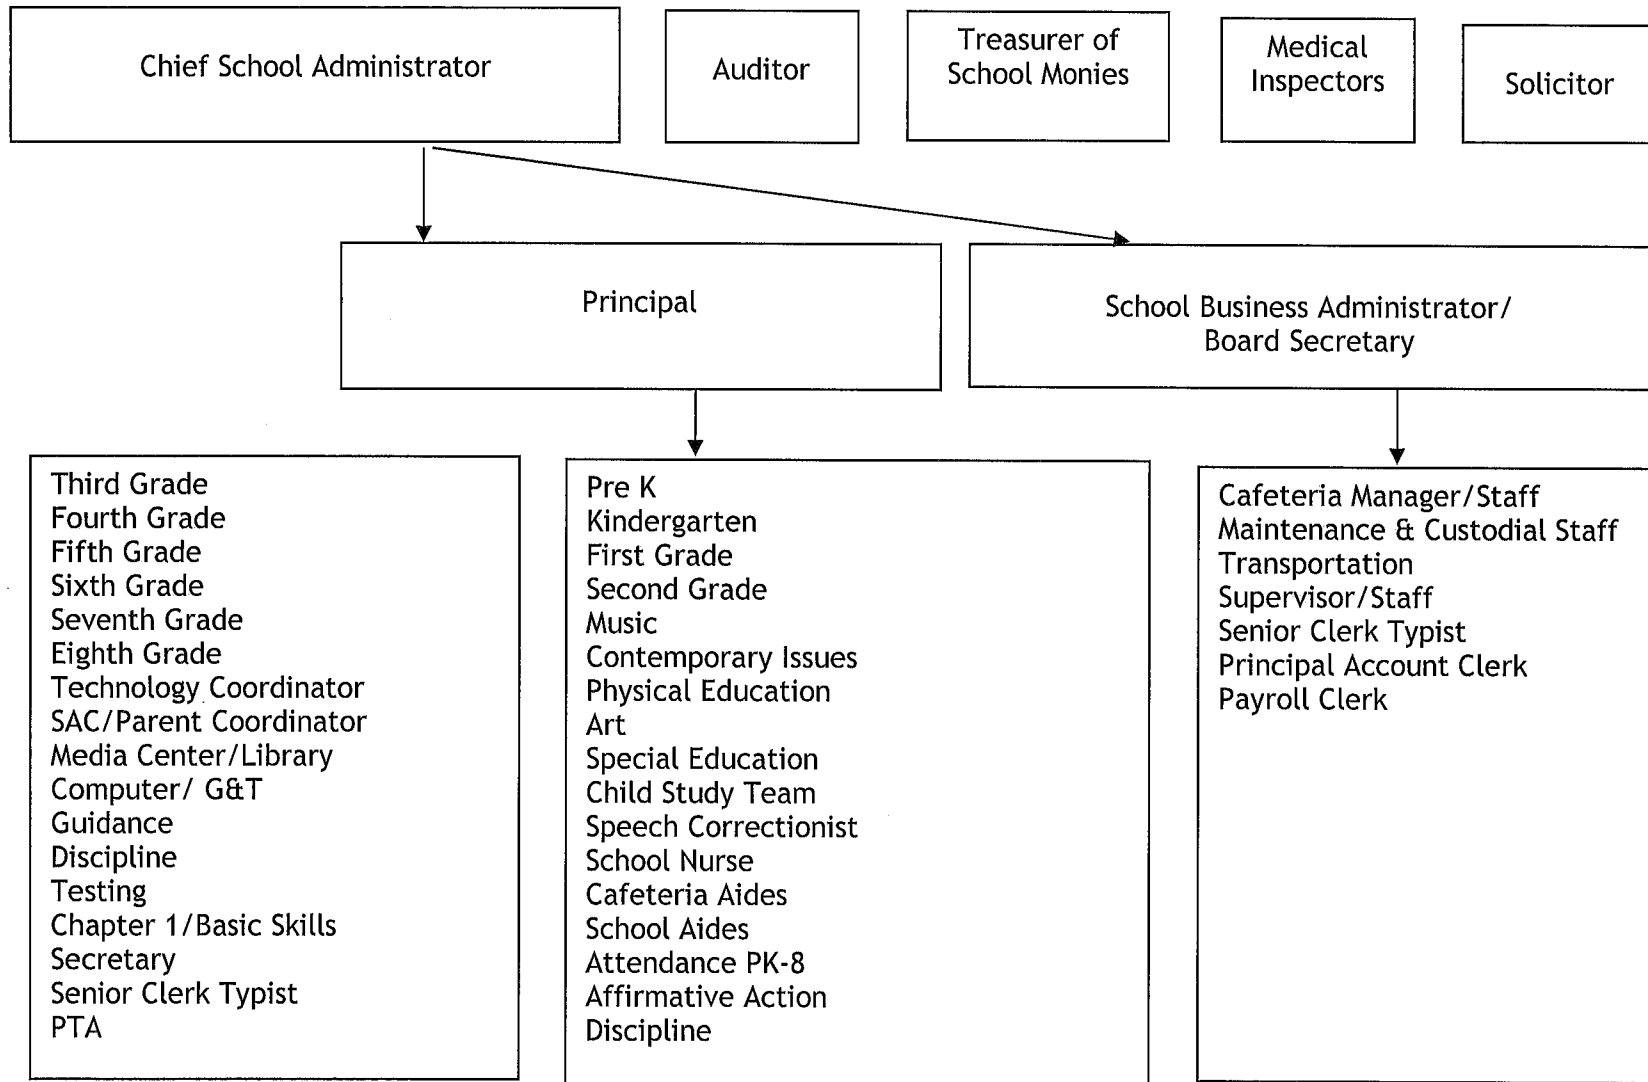 Chief School Administrator
Auditor
Treasurer of
School Monies
Medical
Inspectors
Solicitor
Principal
School Business Administrator/
Board Secretary
Third Grade
Fourth Grade
Fifth Grade
Sixth Grade
Seventh Grade
Eighth Grade
Technology Coordinator
SAC/Parent Coordinator
Media Center/Library
Computer/ G&T
Guidance
Discipline
Testing
Chapter 1/Basic Skills
Secretary
Senior Clerk Typist
PTA
Pre K
Kindergarten
First Grade
Second Grade
Music
Contemporary Issues
Physical Education
Art
Special Education
Child Study Team
Speech Correctionist
School Nurse
Cafeteria Aides
School Aides
Attendance PK-8
Affirmative Action
Discipline
Cafeteria Manager/Staff
Maintenance & Custodial Staff
Transportation
Supervisor/Staff
Senior Clerk Typist
Principal Account Clerk
Payroll Clerk